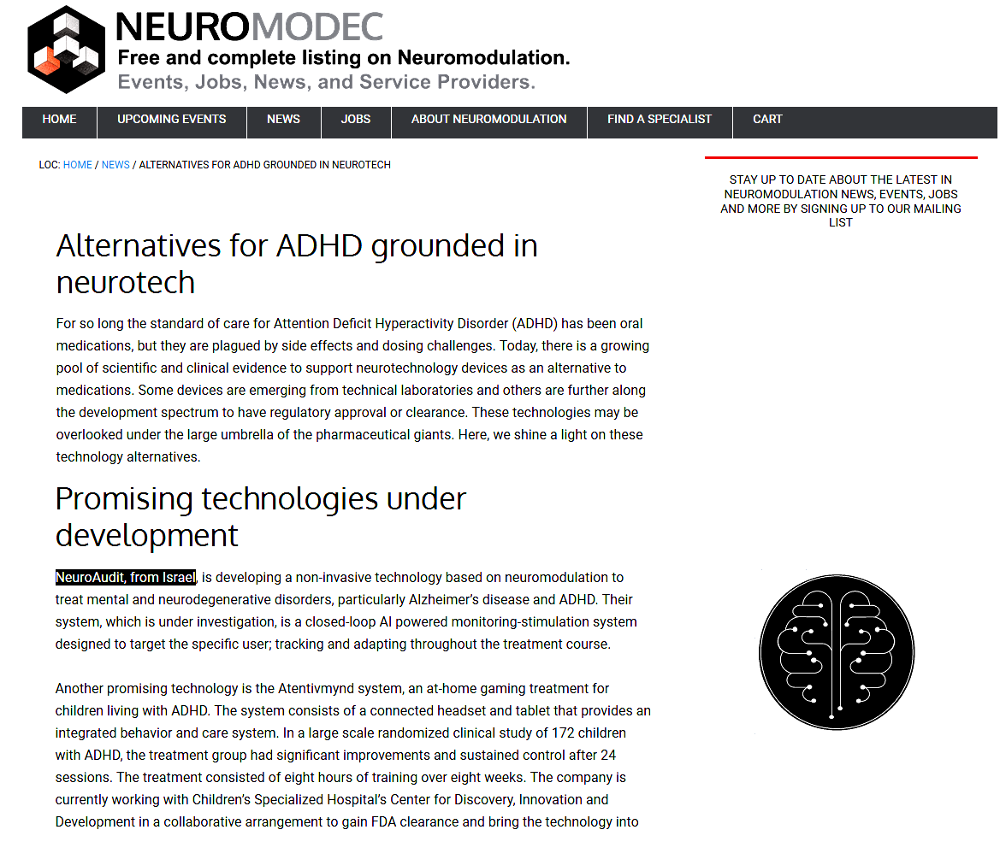 NEUROMODEC
Free and complete listing on Neuromodulation.
Events, Jobs, News, and Service Providers.
HOME UPCOMING EVENTS NEWS JOBS ABOUT NEUROMODULATION FIND A SPECIALIST CART
LOC: HOME / NEWS / ALTERNATIVES FOR ADHD GROUNDED IN NEUROTECH
STAY UP TO DATE ABOUT THE LATEST IN
NEUROMODULATION NEWS, EVENTS, JOBS
AND MORE BY SIGNING UP TO OUR MAILING
LIST
Alternatives for ADHD grounded in
neurotech
For so long the standard of care for Attention Deficit Hyperactivity Disorder (ADHD) has been oral
medications, but they are plagued by side effects and dosing challenges. Today, there is a growing
pool of scientific and clinical evidence to support neurotechnology devices as an alternative to
medications. Some devices are emerging from technical laboratories and others are further along
the development spectrum to have regulatory approval or clearance. These technologies may be
overlooked under the large umbrella of the pharmaceutical giants. Here, we shine a light on these
technology alternatives.
Promising technologies under
development
NeuroAudit, from Israel, is developing a non-invasive technology based on neuromodulation to
treat mental and neurodegenerative disorders, particularly Alzheimer's disease and ADHD. Their
system, which is under investigation, is a closed-loop AI powered monitoring-stimulation system
designed to target the specific user; tracking and adapting throughout the treatment course.
Another promising technology is the Atentivmynd system, an at-home gaming treatment for
children living with ADHD. The system consists of a connected headset and tablet that provides an
integrated behavior and care system. In a large scale randomized clinical study of 172 children
with ADHD, the treatment group had significant improvements and sustained control after 24
sessions. The treatment consisted of eight hours of training over eight weeks. The company is
currently working with Children's Specialized Hospital's Center for Discovery, Innovation and
Development in a collaborative arrangement to gain FDA clearance and bring the technology into